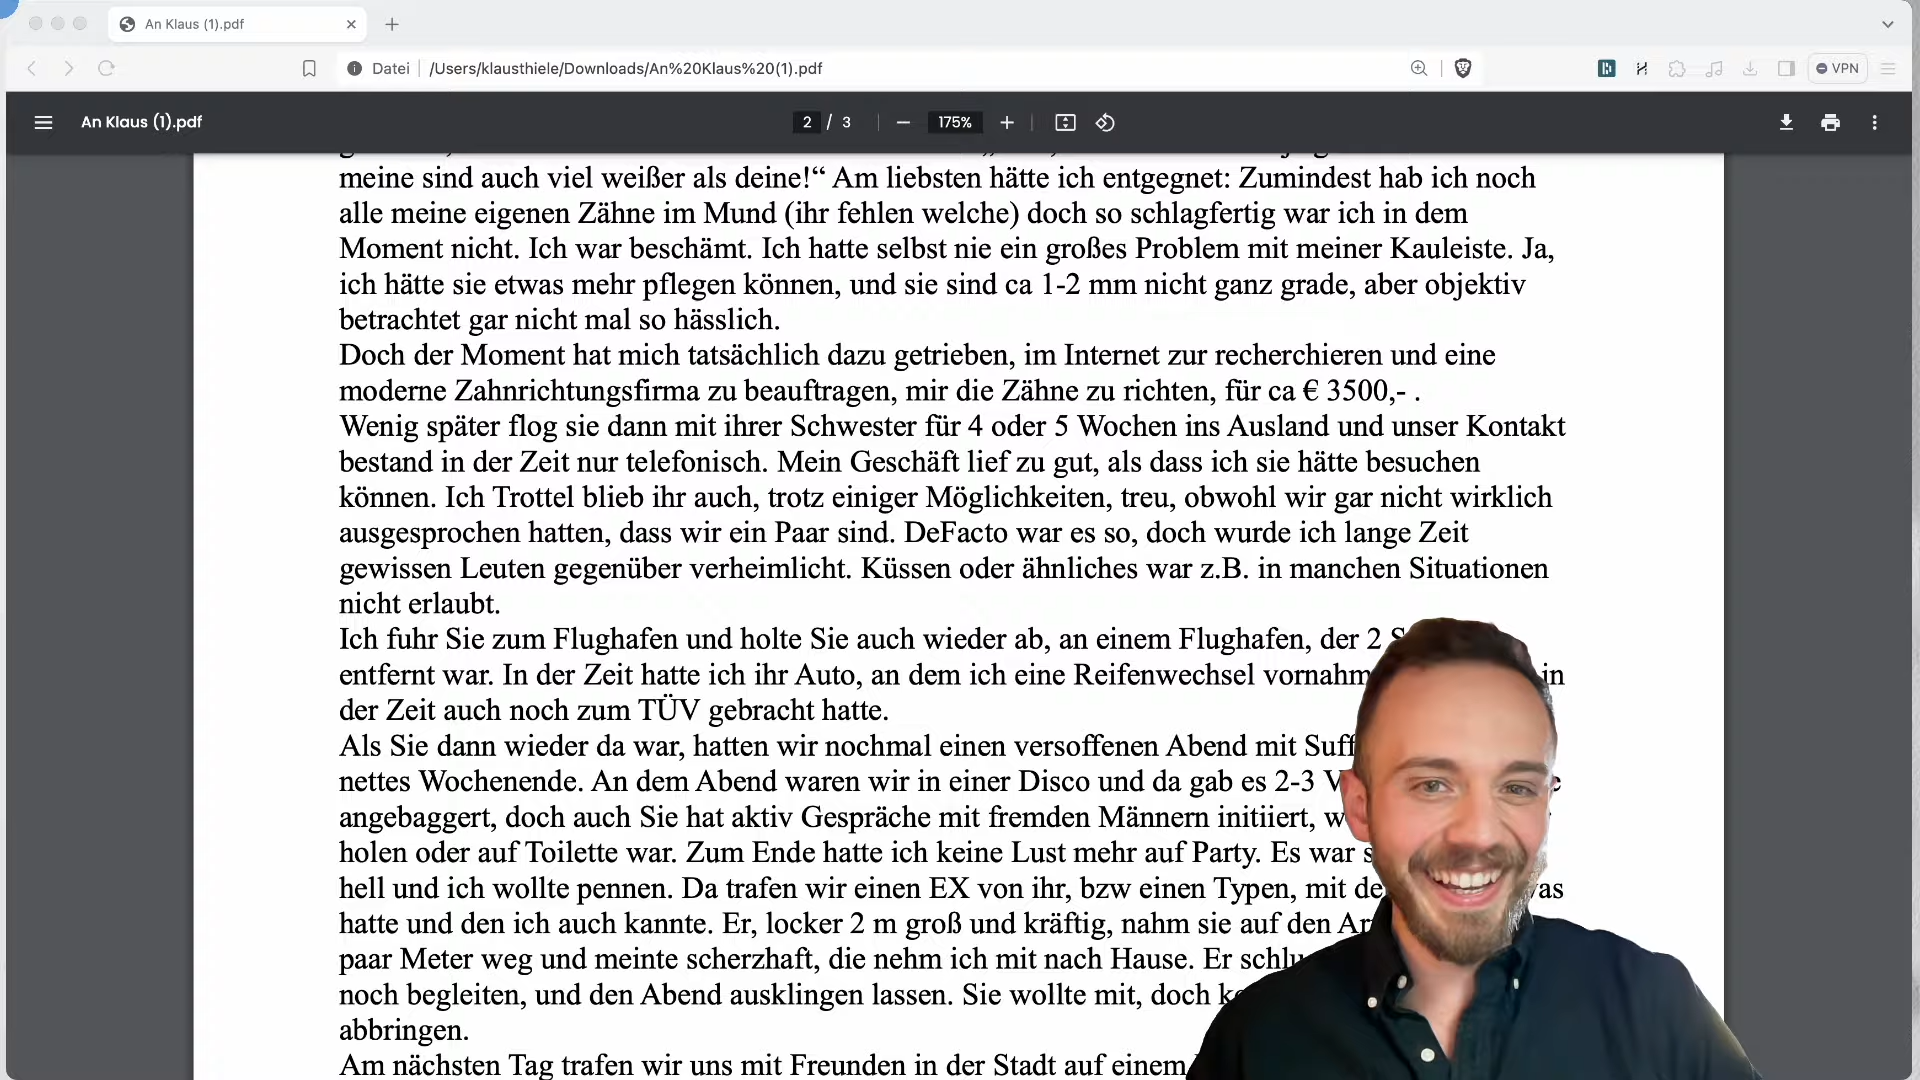 An Klaus (1).pdf
Datei /Users/klausthiele/Downloads/An%20Klaus%20(1).pdf
VPN
An Klaus (1).pdf
2 / 3
175%
meine sind auch viel weißer als deine!“ Am liebsten hätte ich entgegnet: Zumindest hab ich noch
alle meine eigenen Zähne im Mund (ihr fehlen welche) doch so schlagfertig war ich in dem
Moment nicht. Ich war beschämt. Ich hatte selbst nie ein großes Problem mit meiner Kauleiste. Ja,
ich hätte sie etwas mehr pflegen können, und sie sind ca 1-2 mm nicht ganz grade, aber objektiv
betrachtet gar nicht mal so hässlich.
Doch der Moment hat mich tatsächlich dazu getrieben, im Internet zur recherchieren und eine
moderne Zahnrichtungsfirma zu beauftragen, mir die Zähne zu richten, für ca € 3500,- .
Wenig später flog sie dann mit ihrer Schwester für 4 oder 5 Wochen ins Ausland und unser Kontakt
bestand in der Zeit nur telefonisch. Mein Geschäft lief zu gut, als dass ich sie hätte besuchen
können. Ich Trottel blieb ihr auch, trotz einiger Möglichkeiten, treu, obwohl wir gar nicht wirklich
ausgesprochen hatten, dass wir ein Paar sind. DeFacto war es so, doch wurde ich lange Zeit
gewissen Leuten gegenüber verheimlicht. Küssen oder ähnliches war z.B. in manchen Situationen
nicht erlaubt.
Ich fuhr Sie zum Flughafen und holte Sie auch wieder ab, an einem Flughafen, der 2
entfernt war. In der Zeit hatte ich ihr Auto, an dem ich eine Reifenwechsel vornahm in
der Zeit auch noch zum TÜV gebracht hatte.
Als Sie dann wieder da war, hatten wir nochmal einen versoffenen Abend mit
nettes Wochenende. An dem Abend waren wir in einer Disco und da gab es 2-3
angebaggert, doch auch Sie hat aktiv Gespräche mit fremden Männern initiiert,
holen oder auf Toilette war. Zum Ende hatte ich keine Lust mehr auf Party. Es war
hell und ich wollte pennen. Da trafen wir einen EX von ihr, bzw einen Typen, mit
hatte und den ich auch kannte. Er, locker 2 m groß und kräftig, nahm sie auf den
paar Meter weg und meinte scherzhaft, die nehm ich mit nach Hause. Er
noch begleiten, und den Abend ausklingen lassen. Sie wollte mit, doch
abbringen.
Am nächsten Tag trafen wir uns mit Freunden in der Stadt auf einem